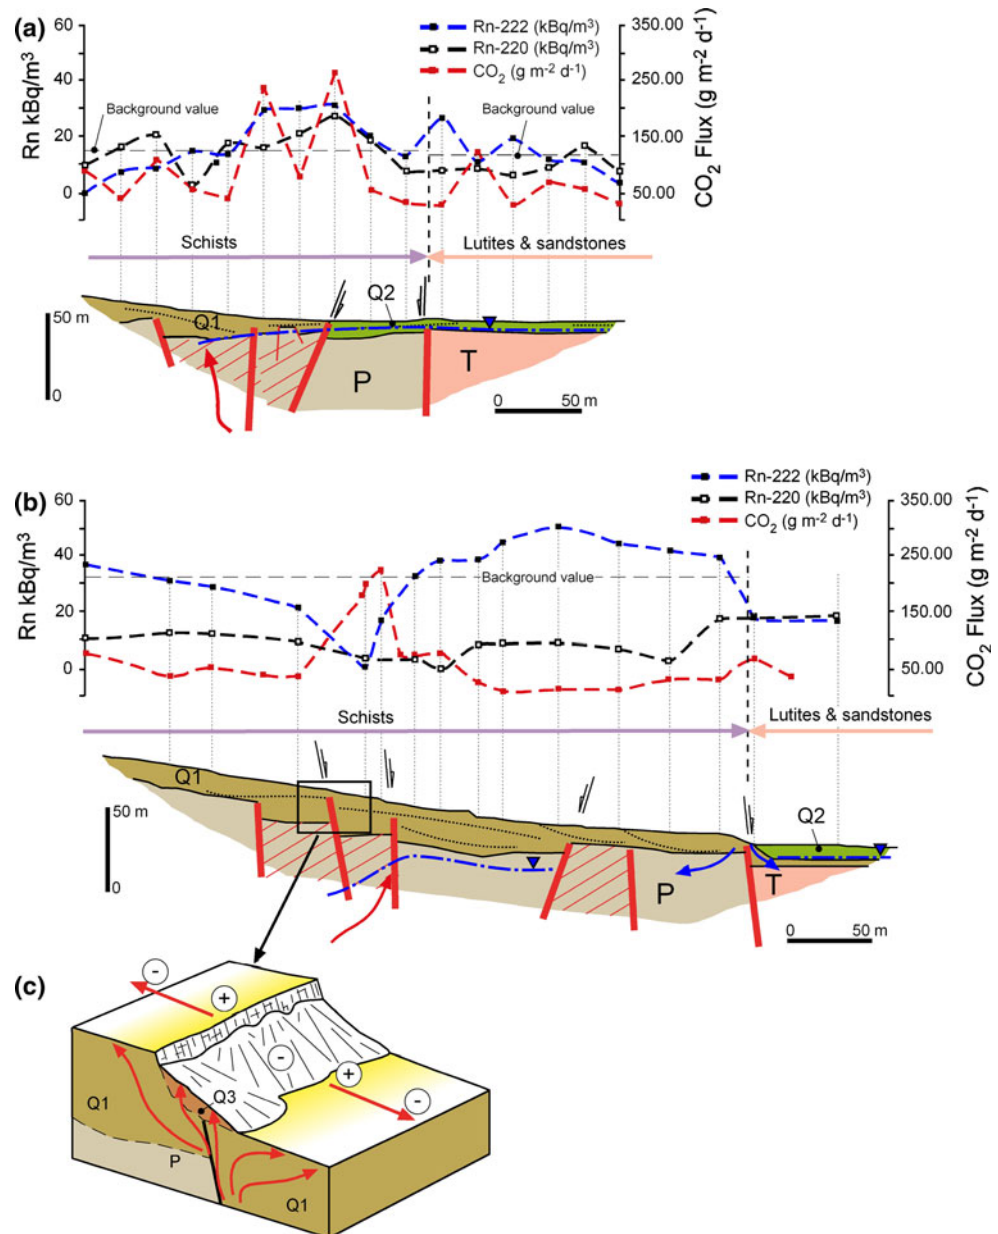 (a)
60
40
20
0
Rn kBq/m³
Rn-222 (kBq/m³)
Rn-220 (kBq/m³)
CO₂ (g m⁻² d⁻¹)
350.00
250.00
150.00
50.00
CO₂ Flux (g m⁻² d⁻¹)
Background value
Background value
Schists
Lutites & sandstones
50 m
0
Q1
Q2
P
T
0 50 m
(b)
60
40
20
0
Rn kBq/m³
Rn-222 (kBq/m³)
Rn-220 (kBq/m³)
CO₂ (g m⁻² d⁻¹)
350.00
250.00
150.00
50.00
CO₂ Flux (g m⁻² d⁻¹)
Background value
Schists
Lutites & sandstones
Q1
50 m
0
Q2
P
T
0 50 m
(c)
-
+
-
+
-
Q3
Q1
P
Q1